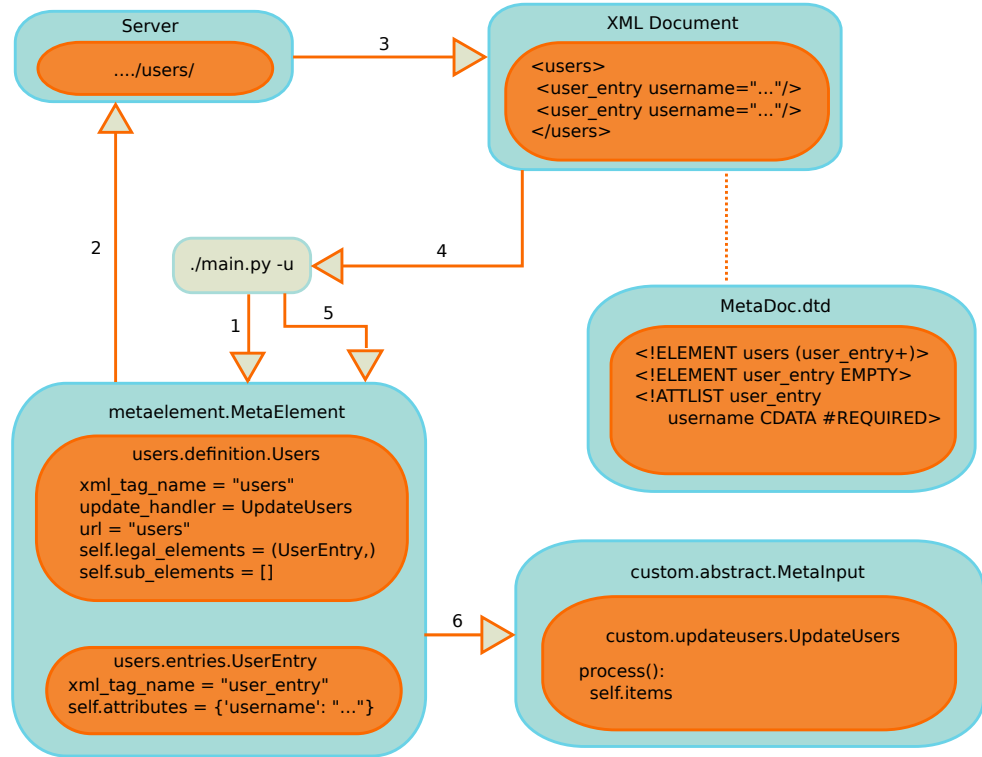 Server
..../users/
3
XML Document
<users>
<user_entry username="..."/>
<user_entry username="..."/>
</users>
2
./main.py -u
4
1
5
MetaDoc.dtd
<!ELEMENT users (user_entry+)>
<!ELEMENT user_entry EMPTY>
<!ATTLIST user_entry
username CDATA #REQUIRED>
metaelement.MetaElement
users.definition.Users
xml_tag_name = "users"
update_handler = UpdateUsers
url = "users"
self.legal_elements = (UserEntry,)
self.sub_elements = []
users.entries.UserEntry
xml_tag_name = "user_entry"
self.attributes = {'username': "..."}
6
custom.abstract.MetaInput
custom.updateusers.UpdateUsers
process():
self.items